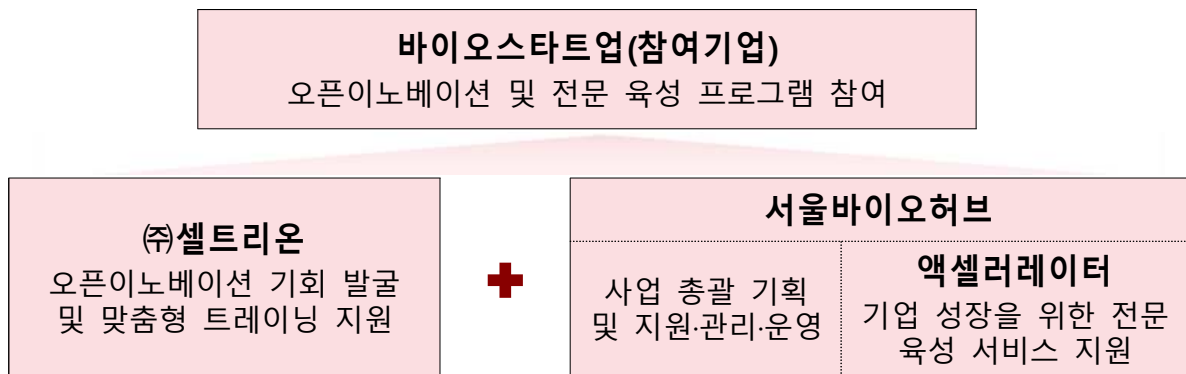 바이오스타트업(참여기업)
오픈이노베이션 및 전문 육성 프로그램 참여
㈜셀트리온
오픈이노베이션 기회 발굴
및 맞춤형 트레이닝 지원
서울바이오허브
사업 총괄 기획
및 지원·관리·운영
액셀러레이터
기업 성장을 위한 전문
육성 서비스 지원